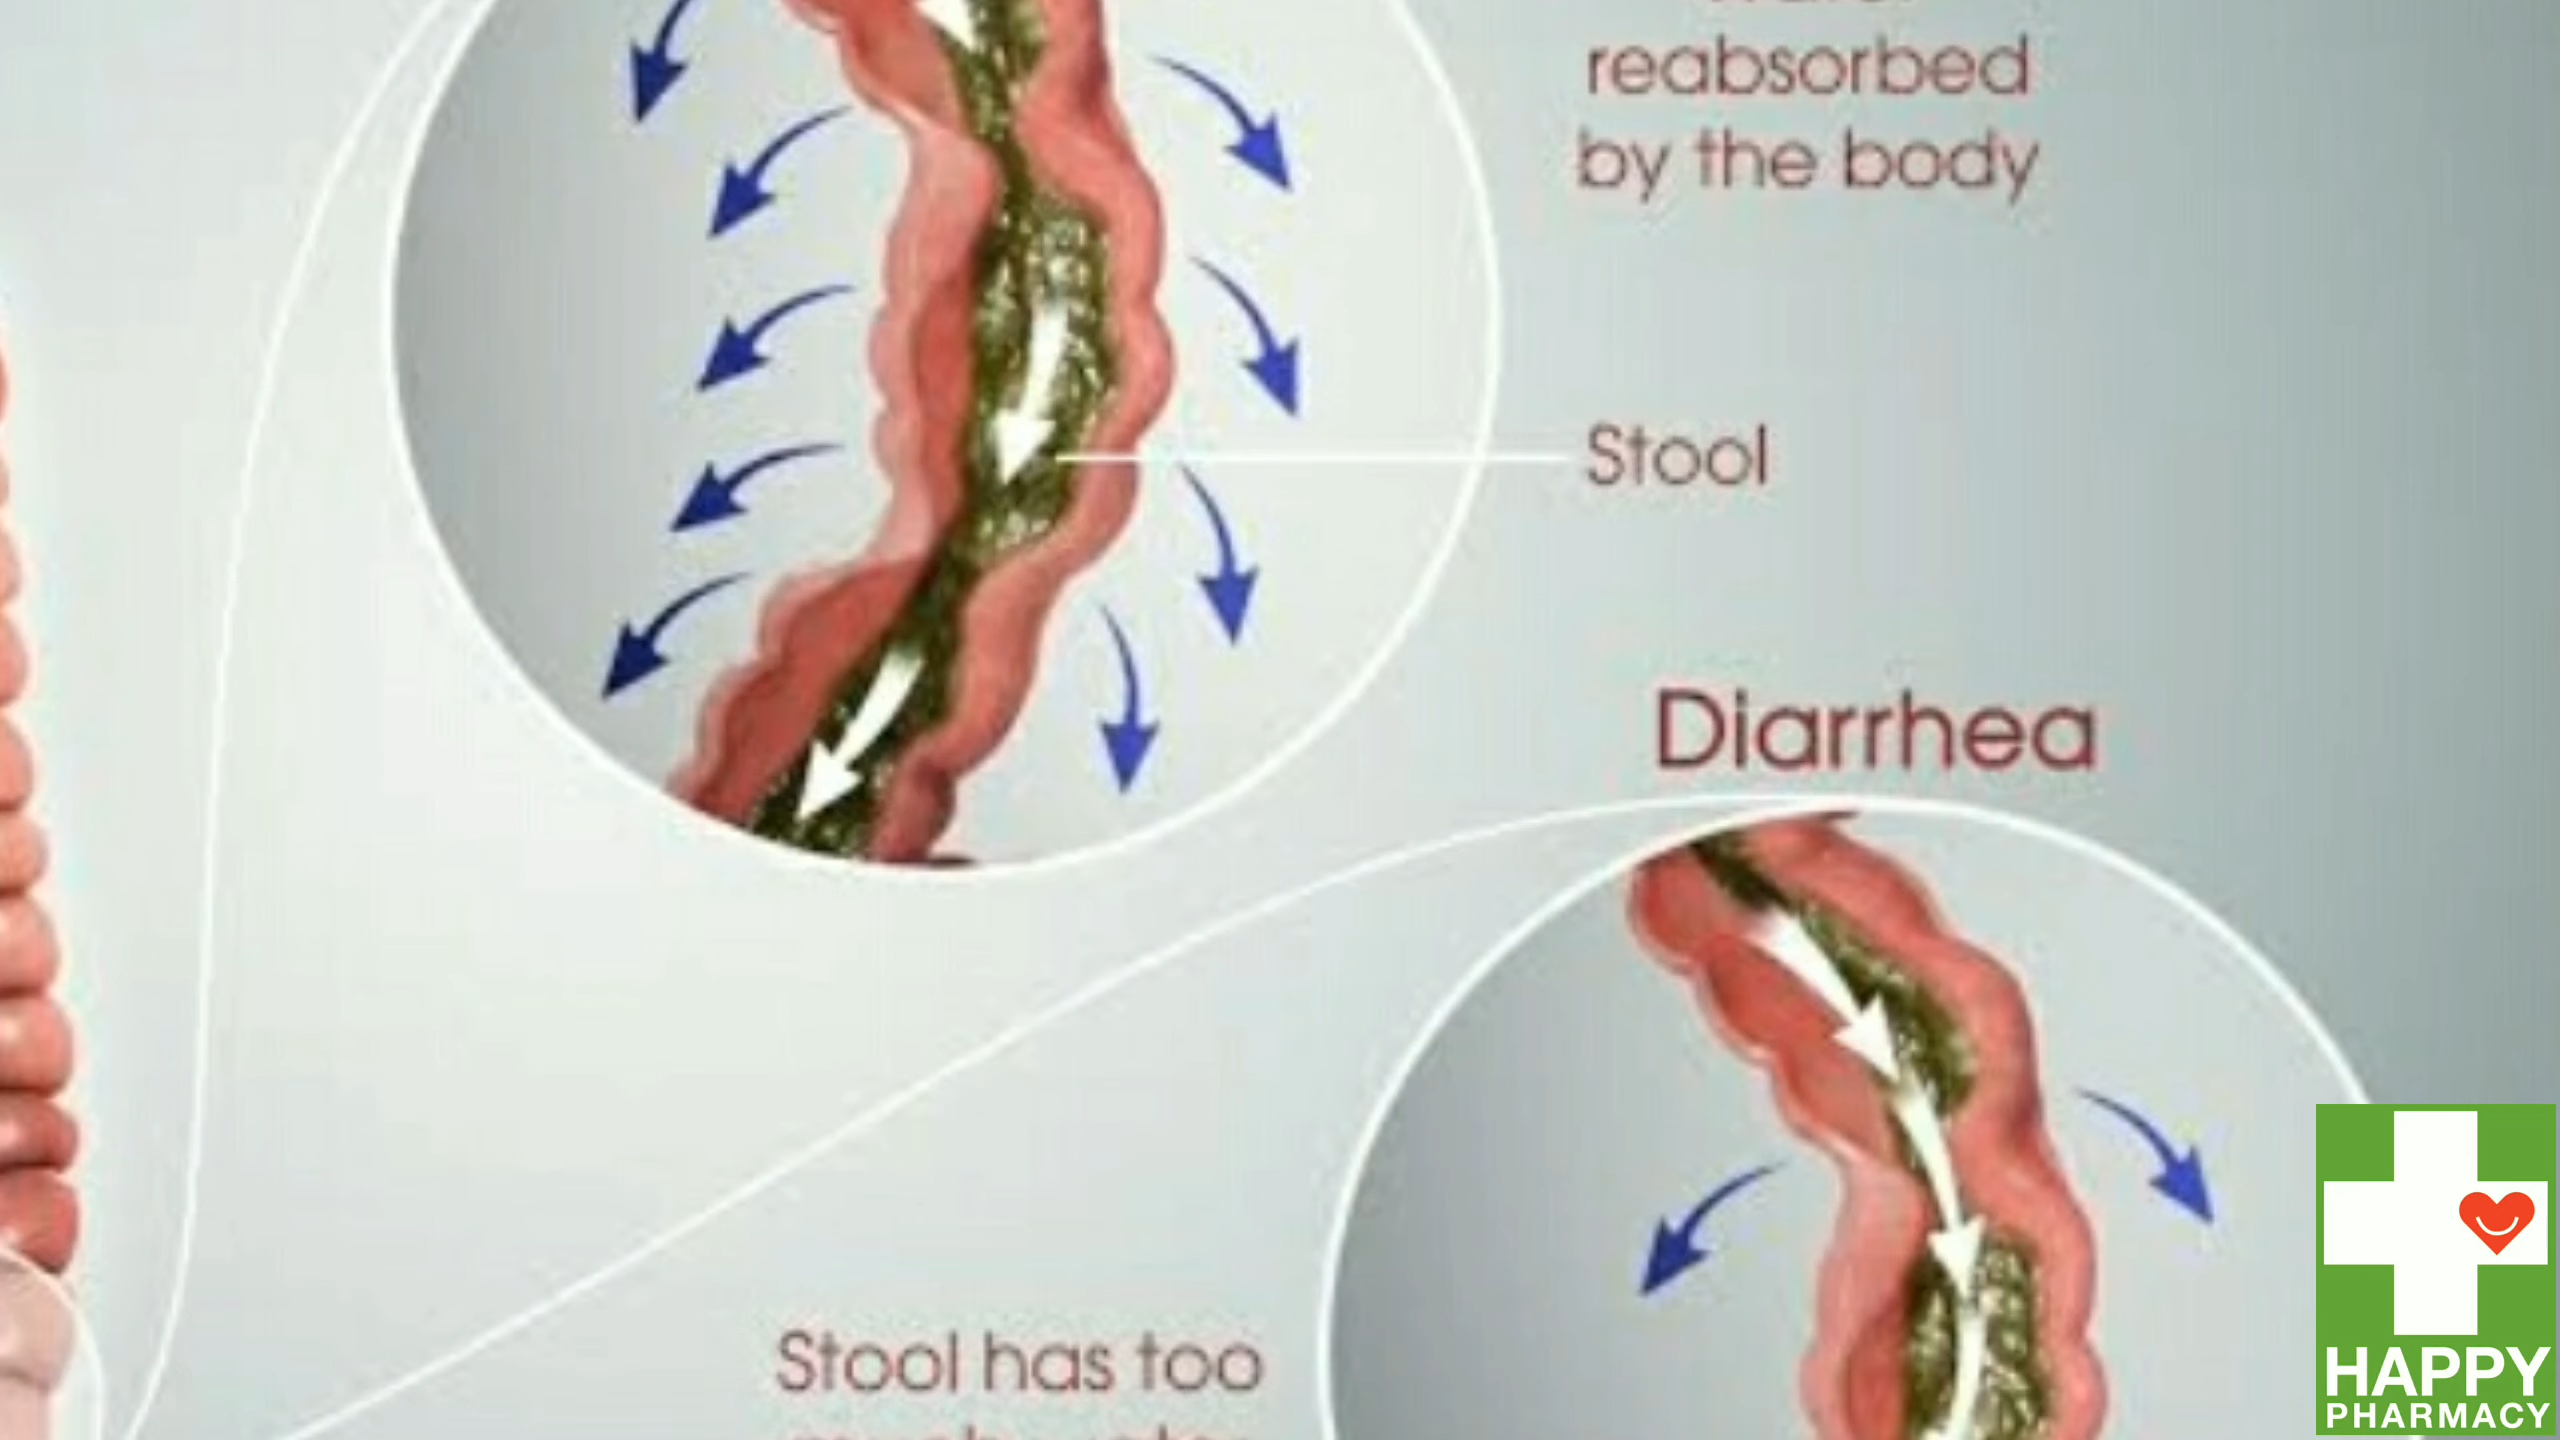 reabsorbed
by the body
Stool
Diarrhea
Stool has too
HAPPY
PHARMACY